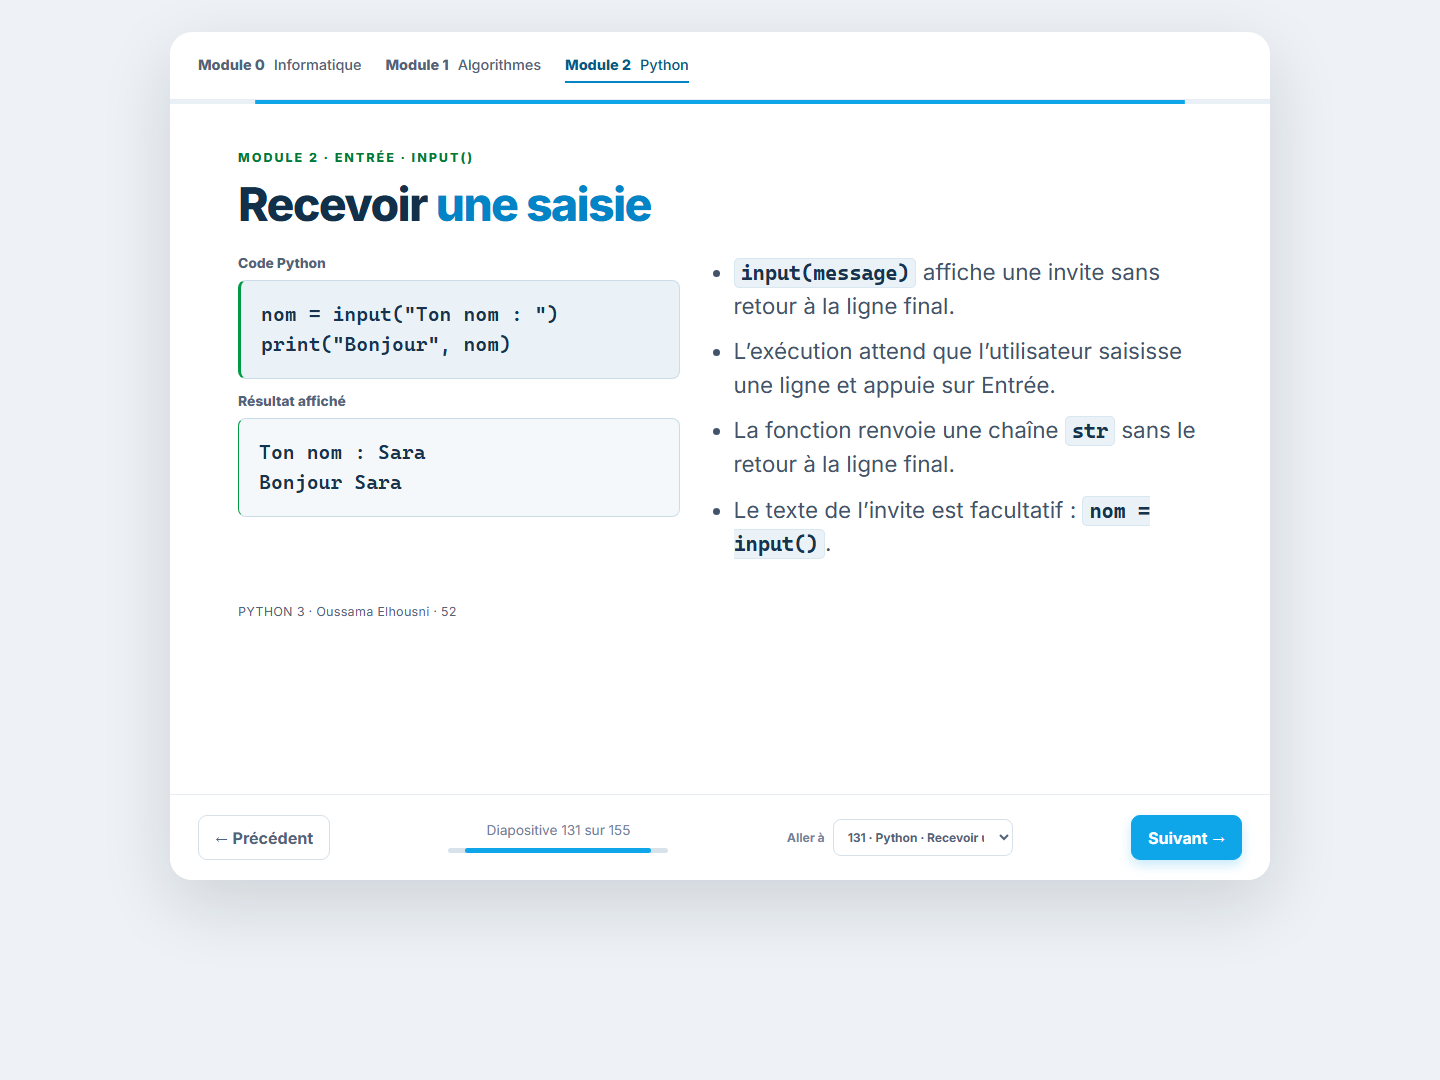 Module 0 Informatique Module 1 Algorithmes Module 2 Python
MODULE 2 · ENTRÉE · INPUT()
Recevoir une saisie
Code Python
nom = input("Ton nom : ")
print("Bonjour", nom)
Résultat affiché
Ton nom : Sara
Bonjour Sara
• input(message) affiche une invite sans
retour à la ligne final.
• L’exécution attend que l’utilisateur saisisse
une ligne et appuie sur Entrée.
• La fonction renvoie une chaîne str sans le
retour à la ligne final.
• Le texte de l’invite est facultatif : nom =
input().
PYTHON 3 · Oussama Elhousni · 52
← Précédent
Diapositive 131 sur 155
Aller à 131 · Python · Recevoir
Suivant →